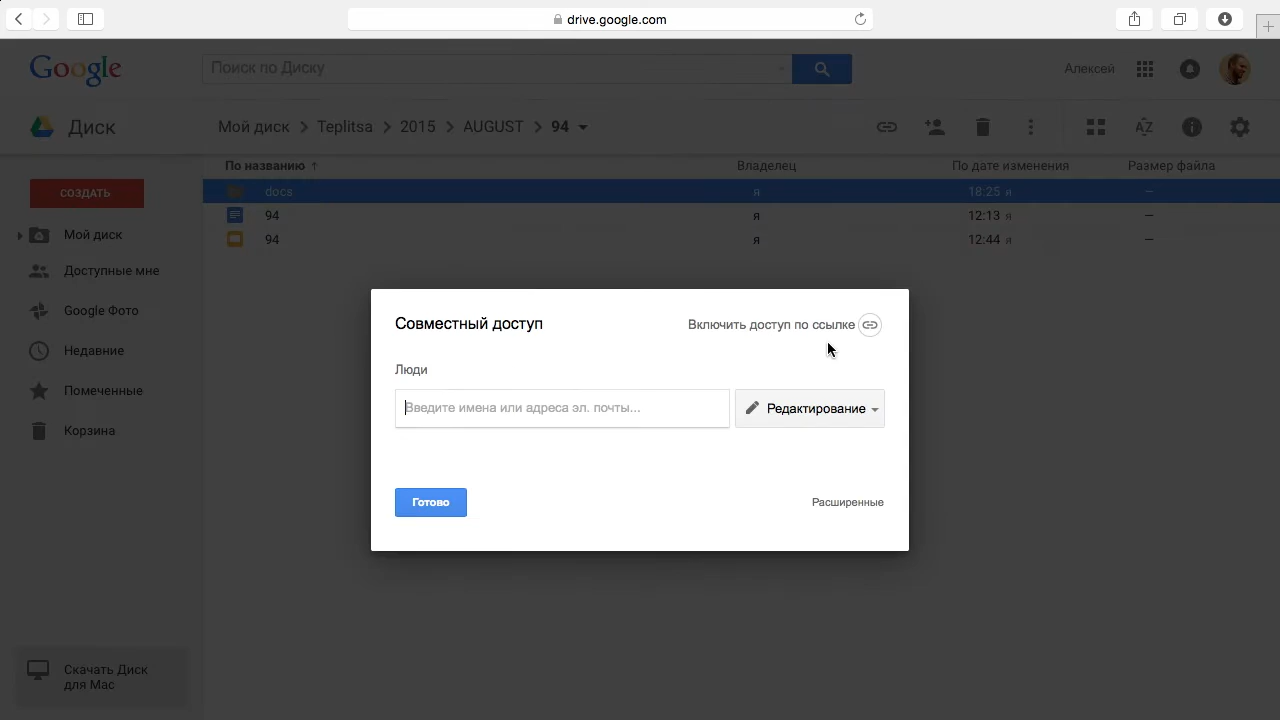 drive.google.com
Google
Поиск по Диску
Алексей
Диск
Мой диск Teplitsa 2015 AUGUST 94
По названию ↑ Владелец По дате изменения Размер файла
СОЗДАТЬ
docs я 18:25 я —
94 я 12:13 я —
94 я 12:44 я —
Мой диск
Доступные мне
Google Фото
Недавние
Помеченные
Корзина
Скачать Диск
для Mac
Совместный доступ
Включить доступ по ссылке
Люди
Введите имена или адреса эл. почты...
Редактирование
Готово
Расширенные